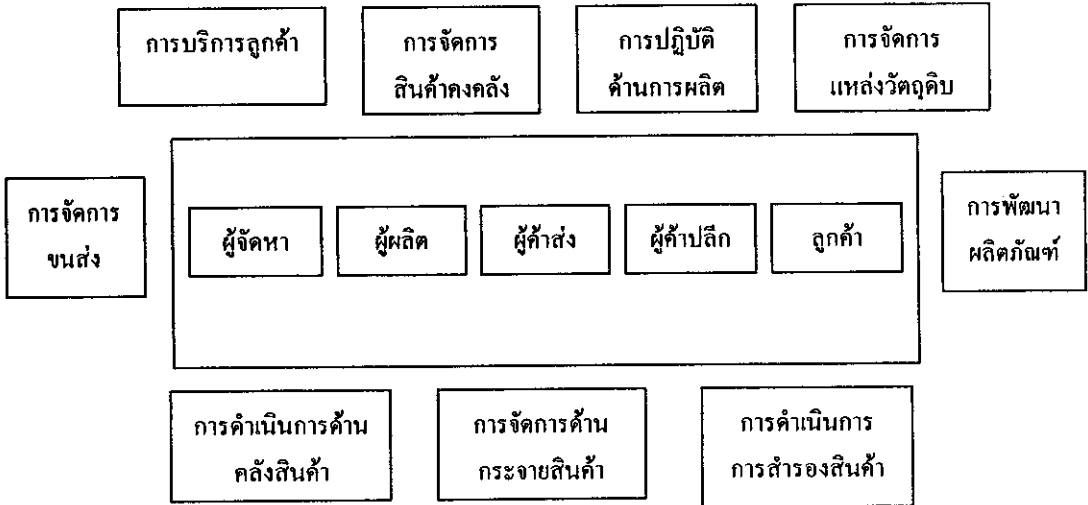 การบริการลูกค้า
การจัดการ
สินค้าคงคลัง
การปฏิบัติ
ด้านการผลิต
การจัดการ
แหล่งวัตถุดิบ
การจัดการ
ขนส่ง
ผู้จัดหา
ผู้ผลิต
ผู้ค้าส่ง
ผู้ค้าปลีก
ลูกค้า
การพัฒนา
ผลิตภัณฑ์
การดำเนินการด้าน
คลังสินค้า
การจัดการด้าน
กระจายสินค้า
การดำเนินการ
การสำรองสินค้า